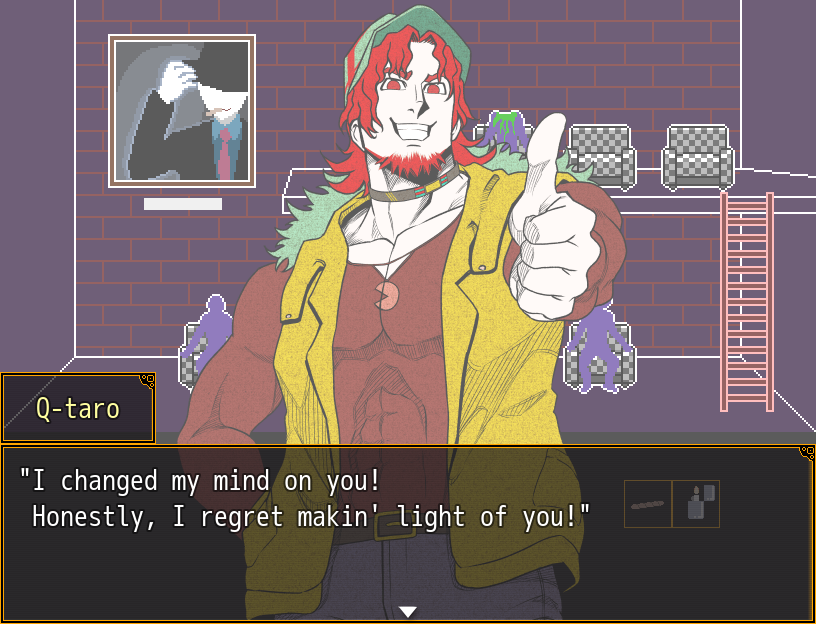 Q-taro
"I changed my mind on you!
Honestly, I regret makin' light of you!"